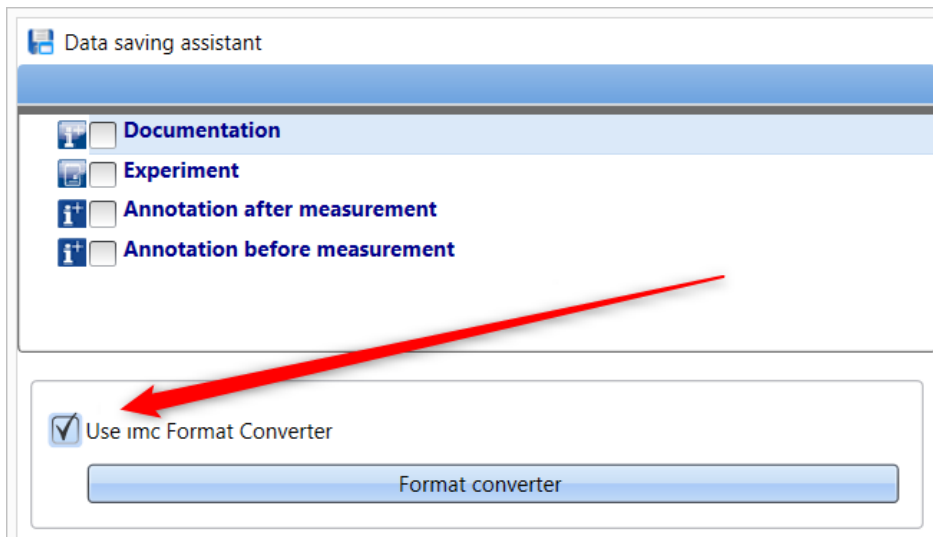 Data saving assistant
Documentation
Experiment
Annotation after measurement
Annotation before measurement
Use imc Format Converter
Format converter